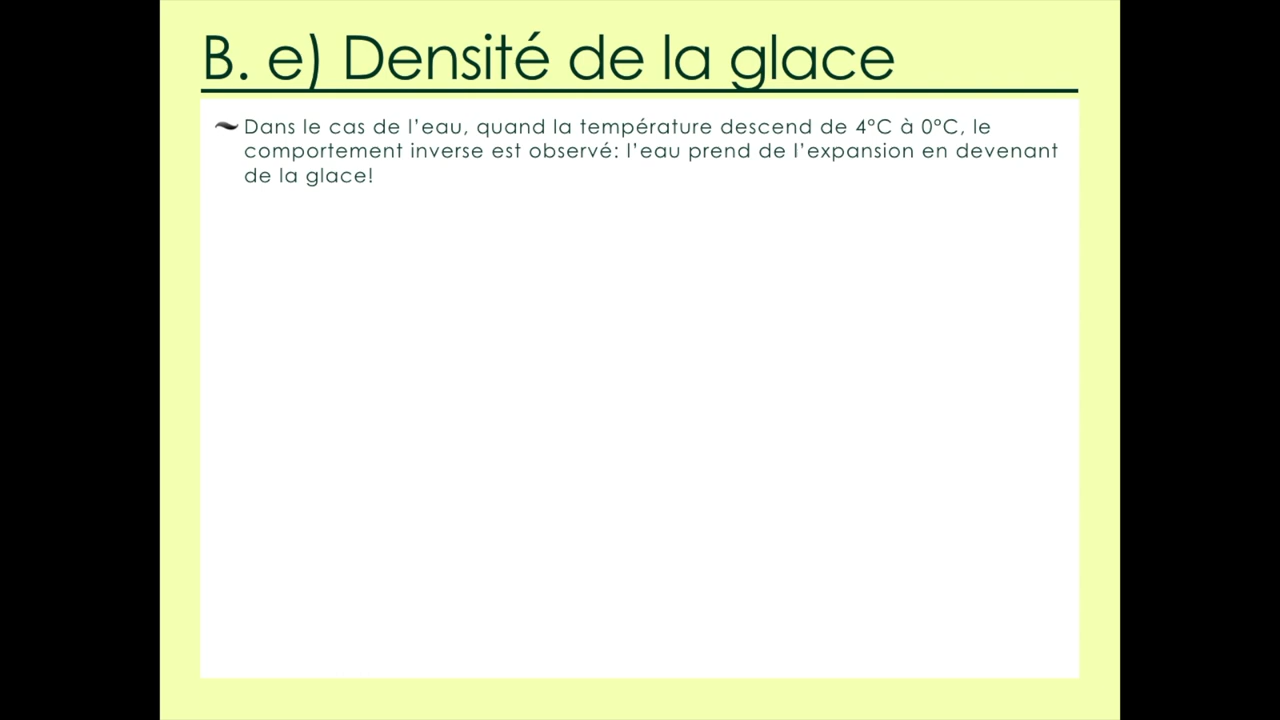 B. e) Densité de la glace
Dans le cas de l’eau, quand la température descend de 4°C à 0°C, le
comportement inverse est observé: l’eau prend de l’expansion en devenant
de la glace!